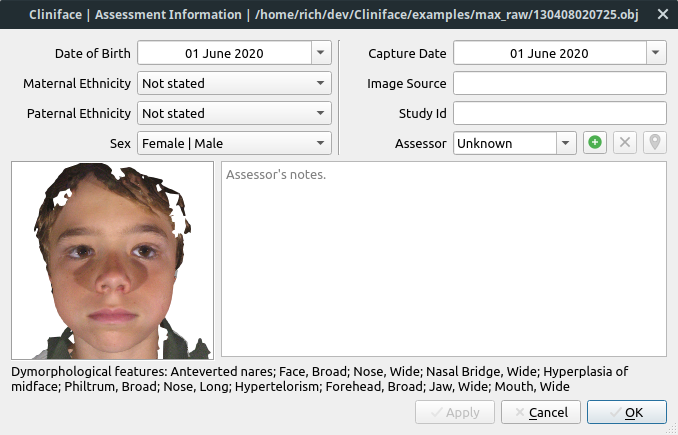 Cliniface | Assessment Information | /home/rich/dev/Cliniface/examples/max_raw/130408020725.obj
Date of Birth 01 June 2020
Capture Date 01 June 2020
Maternal Ethnicity Not stated
Image Source
Paternal Ethnicity Not stated
Study Id
Sex Female | Male
Assessor Unknown
Assessor's notes.
Dymorphological features: Anteverted nares; Face, Broad; Nose, Wide; Nasal Bridge, Wide; Hyperplasia of
midface; Philtrum, Broad; Nose, Long; Hypertelorism; Forehead, Broad; Jaw, Wide; Mouth, Wide
Apply
Cancel
OK